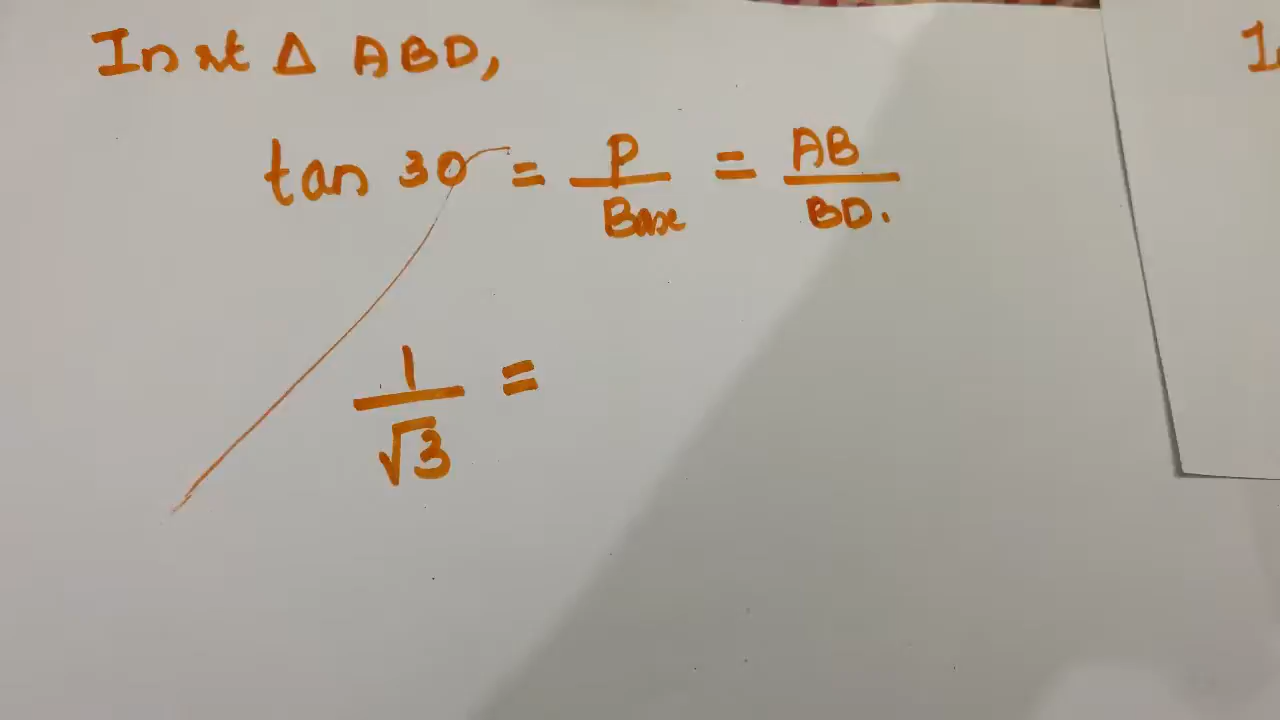 In rt Δ ABD,
tan 30 = P/Base = AB/BD.
1/√3 =